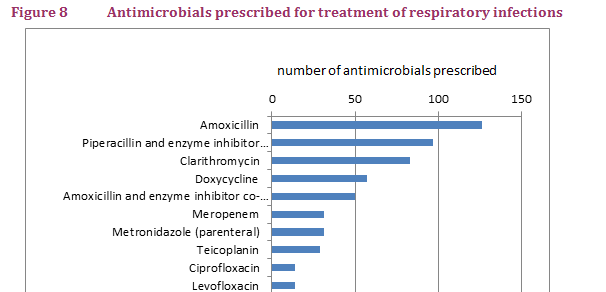 Figure 8 Antimicrobials prescribed for treatment of respiratory infections
number of antimicrobials prescribed
0 50 100 150
Amoxicillin
Piperacillin and enzyme inhibitor...
Clarithromycin
Doxycycline
Amoxicillin and enzyme inhibitor co-...
Meropenem
Metronidazole (parenteral)
Teicoplanin
Ciprofloxacin
Levofloxacin